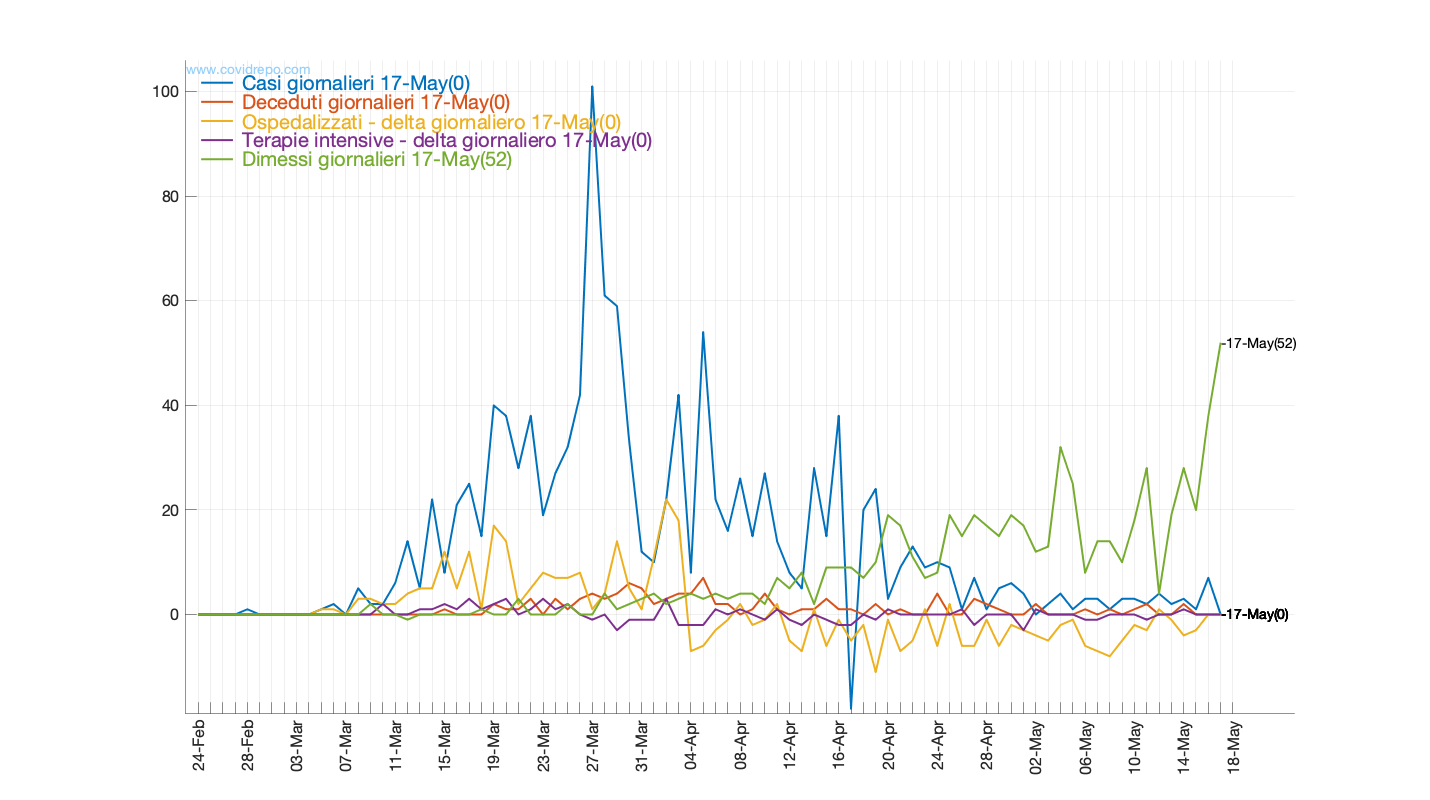 www.covidrepo.com
Casi giornalieri 17-May(0)
Deceduti giornalieri 17-May(0)
Ospedalizzati - delta giornaliero 17-May(0)
Terapie intensive - delta giornaliero 17-May(0)
Dimessi giornalieri 17-May(52)
100
80
60
40
20
0
17-May(52)
17-May(0)
24-Feb
28-Feb
03-Mar
07-Mar
11-Mar
15-Mar
19-Mar
23-Mar
27-Mar
31-Mar
04-Apr
08-Apr
12-Apr
16-Apr
20-Apr
24-Apr
28-Apr
02-May
06-May
10-May
14-May
18-May